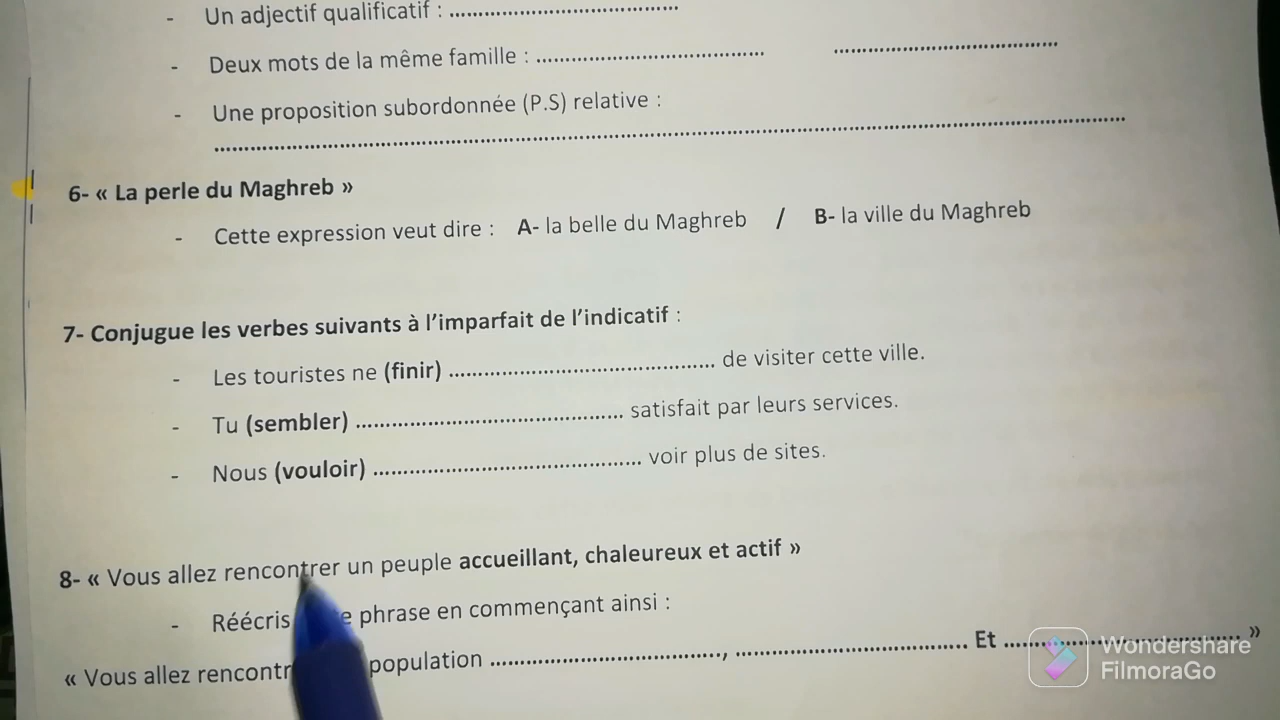 - Un adjectif qualificatif : ........................................
- Deux mots de la même famille : ........................................ ........................................
- Une proposition subordonnée (P.S) relative :
................................................................................
6- « La perle du Maghreb »
- Cette expression veut dire : A- la belle du Maghreb / B- la ville du Maghreb
7- Conjugue les verbes suivants à l'imparfait de l'indicatif :
- Les touristes ne (finir) ........................................ de visiter cette ville.
- Tu (sembler) ........................................ satisfait par leurs services.
- Nous (vouloir) ........................................ voir plus de sites.
8- « Vous allez rencontrer un peuple accueillant, chaleureux et actif »
- Réécris phrase en commençant ainsi :
« Vous allez rencontr population ........................................, ........................................ Et ........................................ »
Wondershare
FilmoraGo